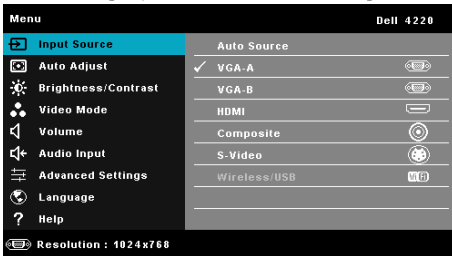 Menu Dell 4220
Input Source Auto Source
Auto Adjust VGA-A
Brightness/Contrast VGA-B
Video Mode HDMI
Volume Composite
Audio Input S-Video
Advanced Settings Wireless/USB WiFi
Language
? Help
Resolution : 1024x768